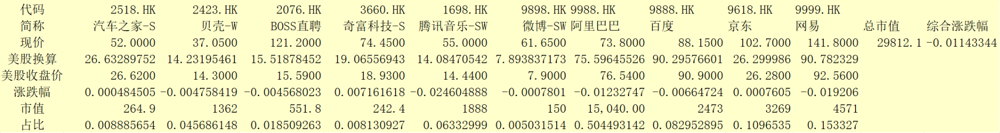 代码 2518.HK 2423.HK 2076.HK 3660.HK 1698.HK 9898.HK 9988.HK 9888.HK 9618.HK 9999.HK
简称 汽车之家-S 贝壳-W BOSS直聘 奇富科技-S 腾讯音乐-SW 微博-SW 阿里巴巴 百度 京东 网易 总市值 综合涨跌幅
现价 52.0000 37.0500 121.2000 74.4500 55.0000 61.6500 73.8000 88.1500 102.7000 141.8000 29812.1 -0.01143344
美股换算 26.63289752 14.23195461 15.51878452 19.06556943 14.08470542 7.893837173 75.59645526 90.29576601 26.299986 90.782329
美股收盘价 26.6200 14.3000 15.5900 18.9300 14.4400 7.9000 76.5400 90.9000 26.2800 92.5600
涨跌幅 0.000484505 -0.004758419 -0.004568023 0.007161618 -0.024604888 -0.0007801 -0.01232747 -0.00664724 0.0007605 -0.019206
市值 264.9 1362 551.8 242.4 1888 150 15,040.00 2473 3269 4571
占比 0.008885654 0.045686148 0.018509263 0.008130927 0.06332999 0.005031514 0.504493142 0.082952895 0.1096535 0.153327